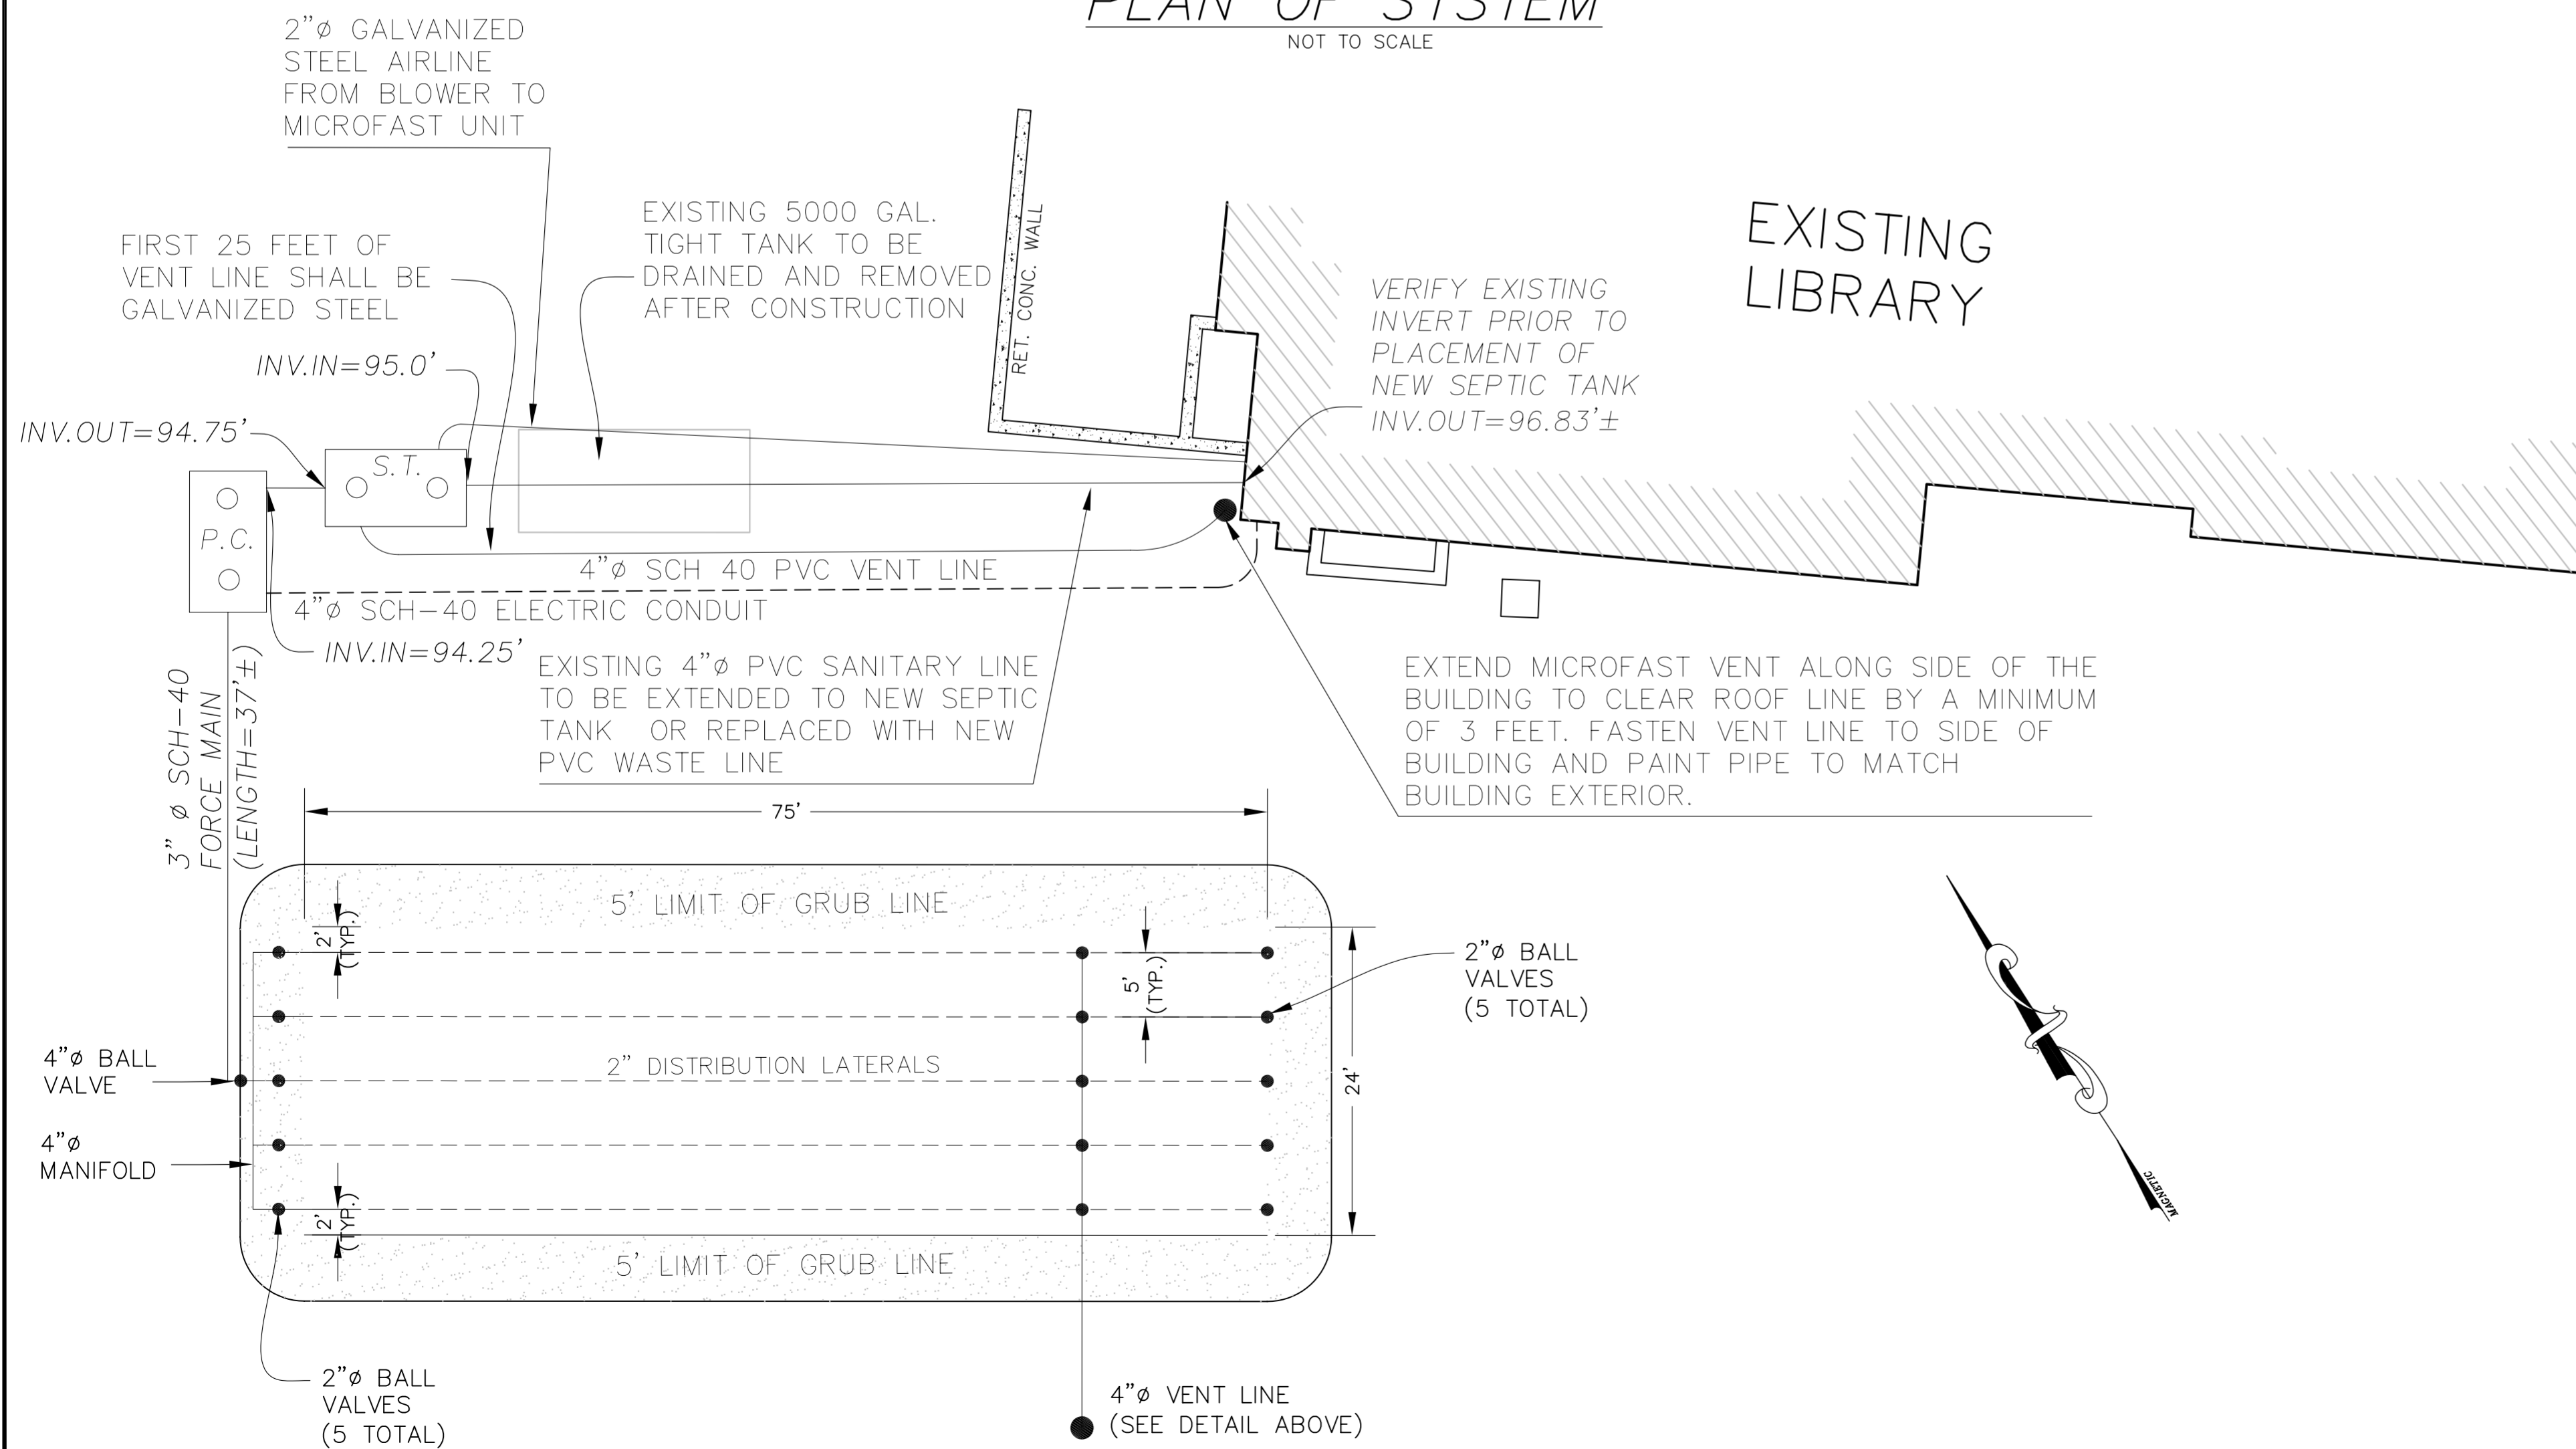 PLAN OF SYSTEM
NOT TO SCALE
2"ø GALVANIZED
STEEL AIRLINE
FROM BLOWER TO
MICROFAST UNIT
FIRST 25 FEET OF
VENT LINE SHALL BE
GALVANIZED STEEL
EXISTING 5000 GAL.
TIGHT TANK TO BE
DRAINED AND REMOVED
AFTER CONSTRUCTION
RET. CONC. WALL
EXISTING
LIBRARY
VERIFY EXISTING
INVERT PRIOR TO
PLACEMENT OF
NEW SEPTIC TANK
INV.OUT=96.83'±
INV.IN=95.0'
INV.OUT=94.75'
S.T.
P.C.
4"ø SCH 40 PVC VENT LINE
4"ø SCH-40 ELECTRIC CONDUIT
INV.IN=94.25'
3" ø SCH-40
FORCE MAIN
(LENGTH=37'±)
EXISTING 4"ø PVC SANITARY LINE
TO BE EXTENDED TO NEW SEPTIC
TANK OR REPLACED WITH NEW
PVC WASTE LINE
EXTEND MICROFAST VENT ALONG SIDE OF THE
BUILDING TO CLEAR ROOF LINE BY A MINIMUM
OF 3 FEET. FASTEN VENT LINE TO SIDE OF
BUILDING AND PAINT PIPE TO MATCH
BUILDING EXTERIOR.
75'
5' LIMIT OF GRUB LINE
2'
(TYP.)
5'
(TYP.)
2"ø BALL
VALVES
(5 TOTAL)
4"ø BALL
VALVE
2" DISTRIBUTION LATERALS
24'
4"ø
MANIFOLD
2'
(TYP.)
5' LIMIT OF GRUB LINE
MAGNETIC
2"ø BALL
VALVES
(5 TOTAL)
4"ø VENT LINE
(SEE DETAIL ABOVE)